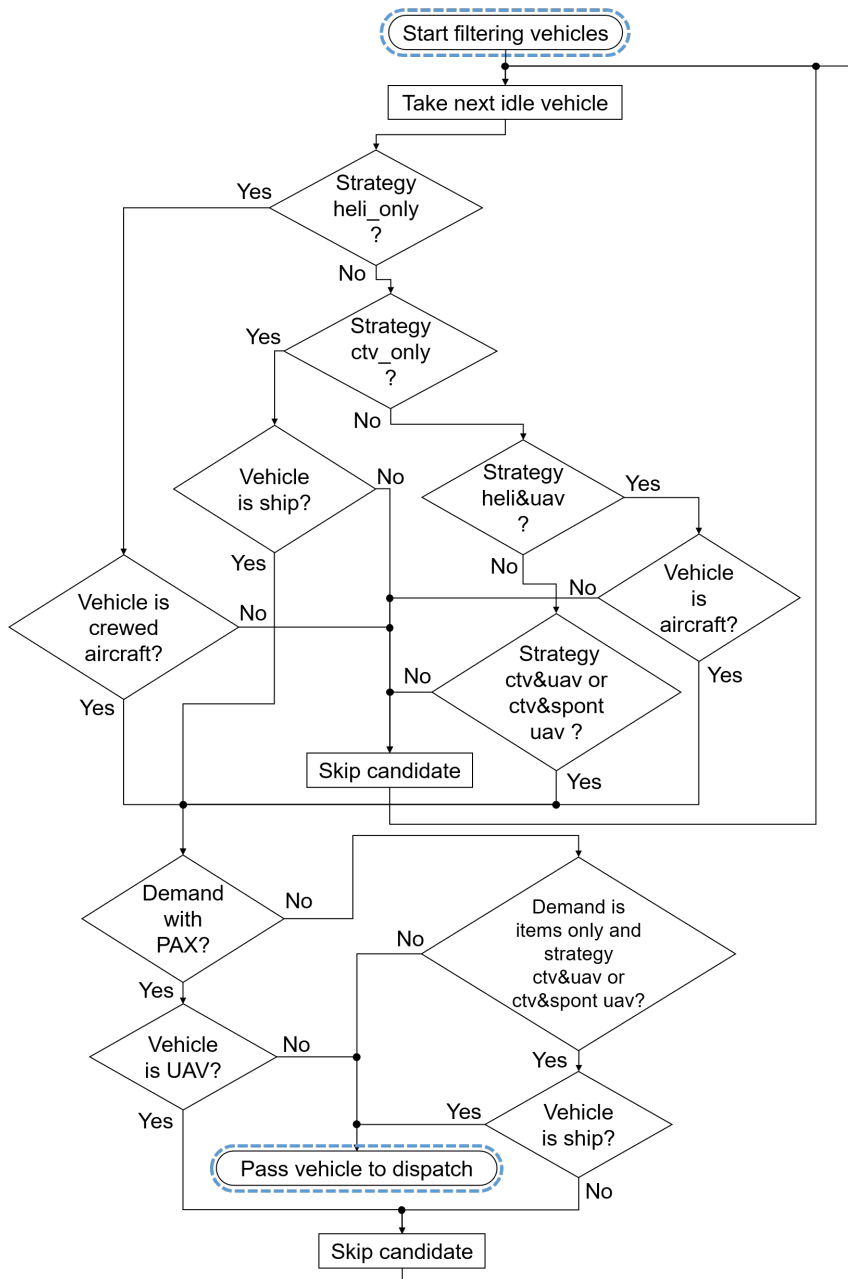 Start filtering vehicles
Take next idle vehicle
Yes
Strategy
heli_only
?
No
Yes
Strategy
ctv_only
?
No
Vehicle
is ship?
No
Yes
Strategy
heli&uav
?
Yes
No
Vehicle
is
aircraft?
No
Yes
Vehicle is
crewed
aircraft?
No
Yes
Strategy
ctv&uav or
ctv&spont
uav ?
No
Yes
Skip candidate
Demand
with
PAX?
No
Yes
Demand is
items only and
strategy
ctv&uav or
ctv&spont uav?
No
Yes
Vehicle
is UAV?
No
Yes
Vehicle
is ship?
Yes
No
Pass vehicle to dispatch
Skip candidate